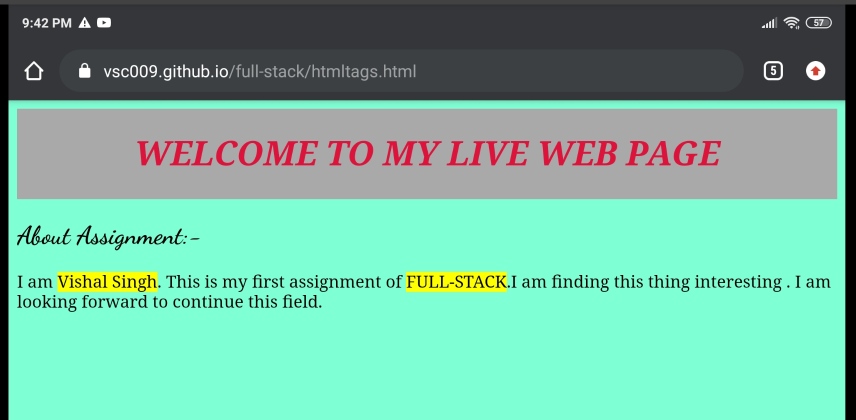 9:42 PM 57
vsc009.github.io/full-stack/htmltags.html 5
WELCOME TO MY LIVE WEB PAGE
About Assignment:-
I am Vishal Singh. This is my first assignment of FULL-STACK.I am finding this thing interesting . I am
looking forward to continue this field.